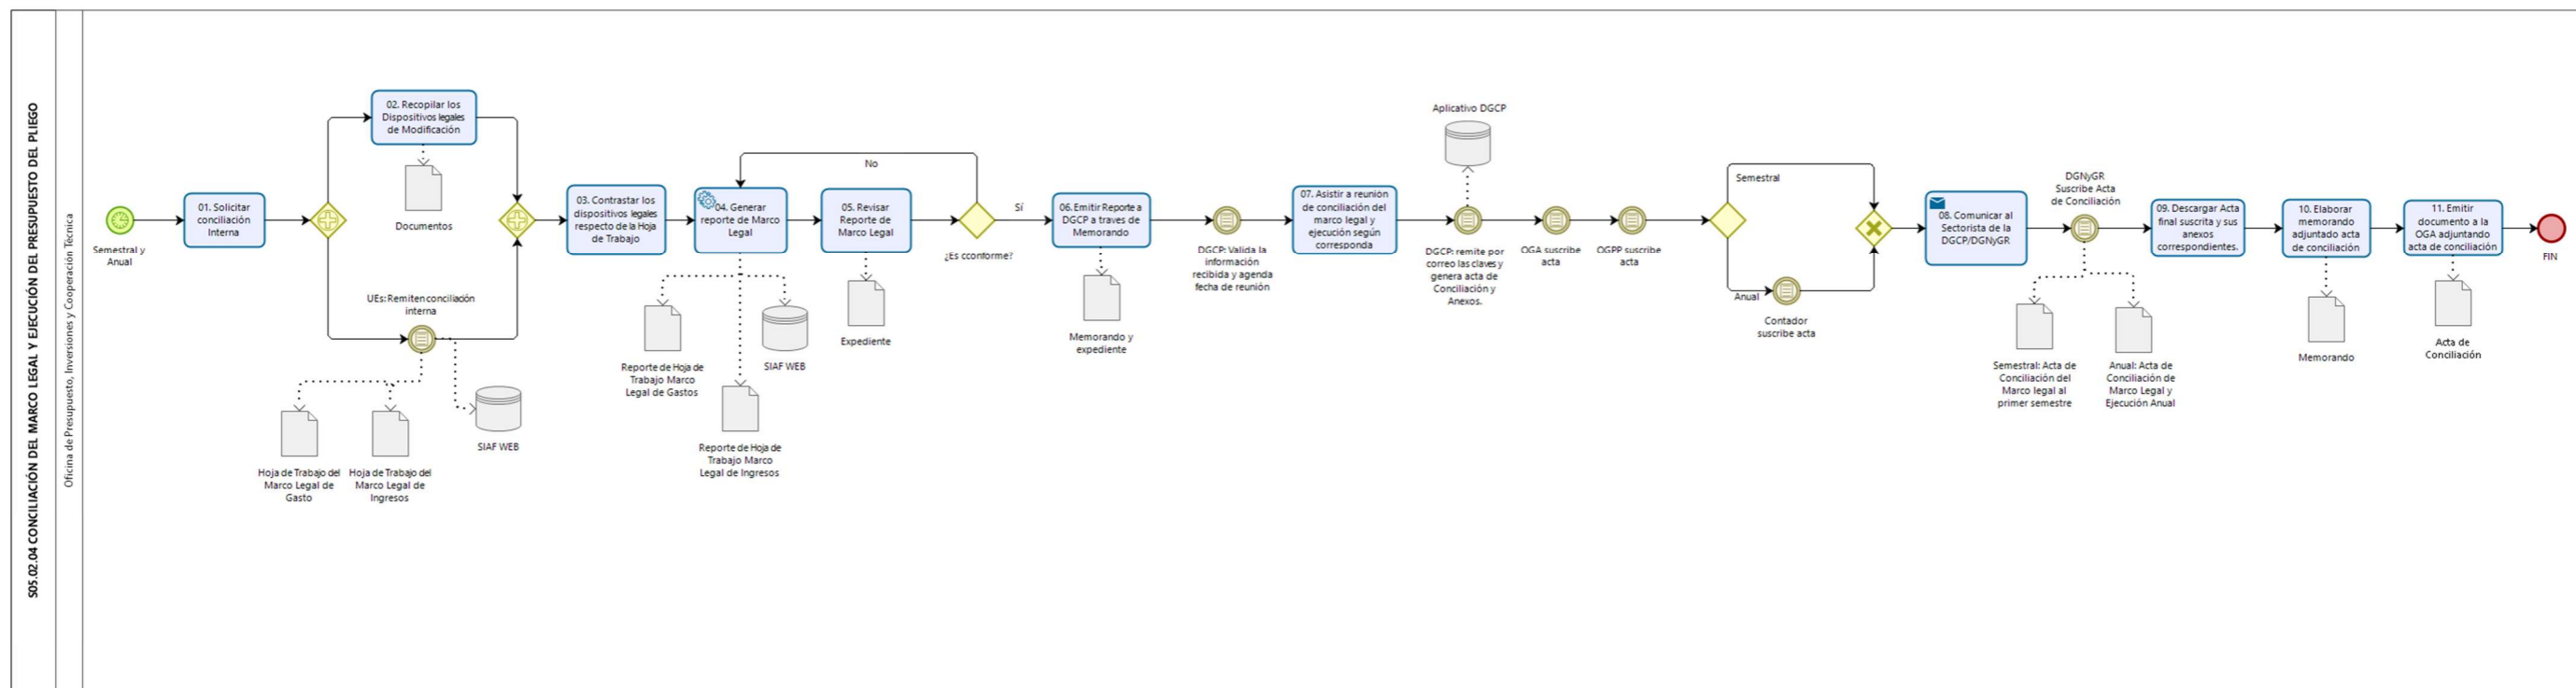 S05.02.04 CONCILIACIÓN DEL MARCO LEGAL Y EJECUCIÓN DEL PRESUPUESTO DEL PLIEGO
Oficina de Presupuesto, Inversiones y Cooperación Técnica
Semestral y
Anual
01. Solicitar
conciliación
Interna
02. Recopilar los
Dispositivos legales
de Modificación
Documentos
UEs: Remiten conciliación
interna
Hoja de Trabajo del
Marco Legal de
Gasto
Hoja de Trabajo del
Marco Legal de
Ingresos
SIAF WEB
03. Contrastar los
dispositivos legales
respecto de la Hoja
de Trabajo
04. Generar
reporte de Marco
Legal
Reporte de Hoja de
Trabajo Marco
Legal de Gastos
Reporte de Hoja de
Trabajo Marco
Legal de Ingresos
SIAF WEB
05. Revisar
Reporte de
Marco Legal
Expediente
No
¿Es cconforme?
Sí
06. Emitir Reporte a
DGCP a traves de
Memorando
Memorando y
expediente
DGCP: Valida la
información
recibida y agenda
fecha de reunión
07. Asistir a reunión
de conciliación del
marco legal y
ejecución según
corresponda
Aplicativo DGCP
DGCP: remite por
correo las claves y
genera acta de
Conciliación y
Anexos.
OGA suscribe
acta
OGPP suscribe
acta
Semestral
Anual
Contador
suscribe acta
08. Comunicar al
Sectorista de la
DGCP/DGNyGR
DGNyGR
Suscribe Acta
de Conciliación
Semestral: Acta de
Conciliación del
Marco legal al
primer semestre
Anual: Acta de
Conciliación de
Marco Legal y
Ejecución Anual
09. Descargar Acta
final suscrita y sus
anexos
correspondientes.
10. Elaborar
memorando
adjuntado acta
de conciliación
Memorando
11. Emitir
documento a la
OGA adjuntando
acta de conciliación
Acta de
Conciliación
FIN